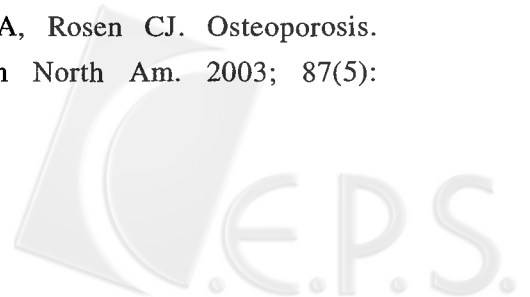 A, Rosen CJ. Osteoporosis.
n North Am. 2003; 87(5):
C.E.P.S.